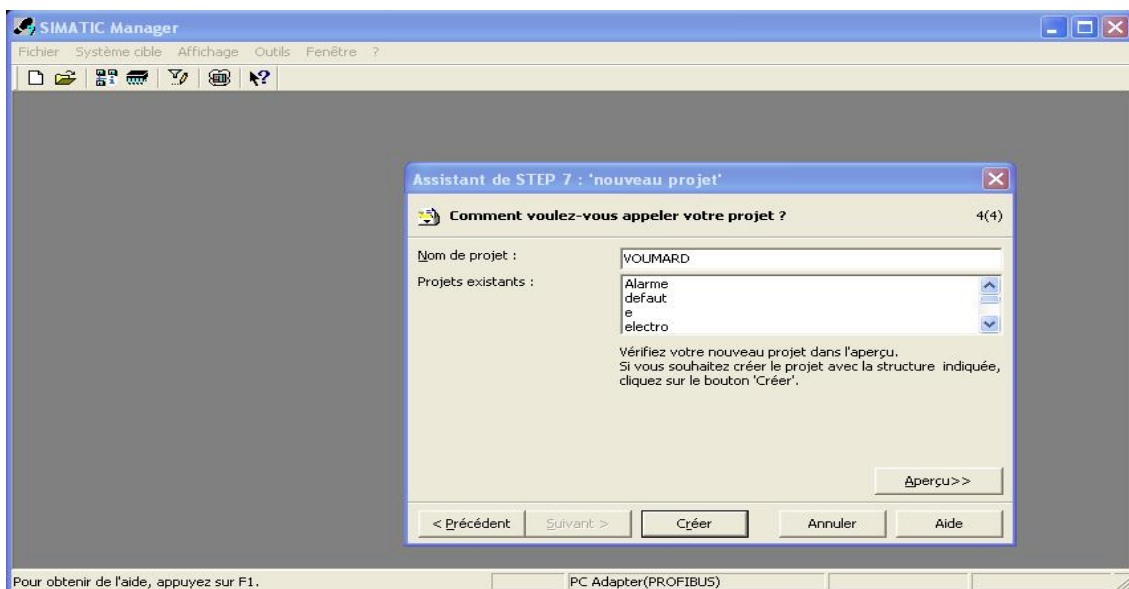 SIMATIC Manager
Fichier Système cible Affichage Outils Fenêtre ?
Assistant de STEP 7 : 'nouveau projet'
Comment voulez-vous appeler votre projet ? 4(4)
Nom de projet : VOUMARD
Projets existants : Alarme
defaut
e
electro
Vérifiez votre nouveau projet dans l'aperçu.
Si vous souhaitez créer le projet avec la structure indiquée,
cliquez sur le bouton 'Créer'.
Aperçu>>
< Précédent Suivant > Créer Annuler Aide
Pour obtenir de l'aide, appuyez sur F1. PC Adapter(PROFIBUS)